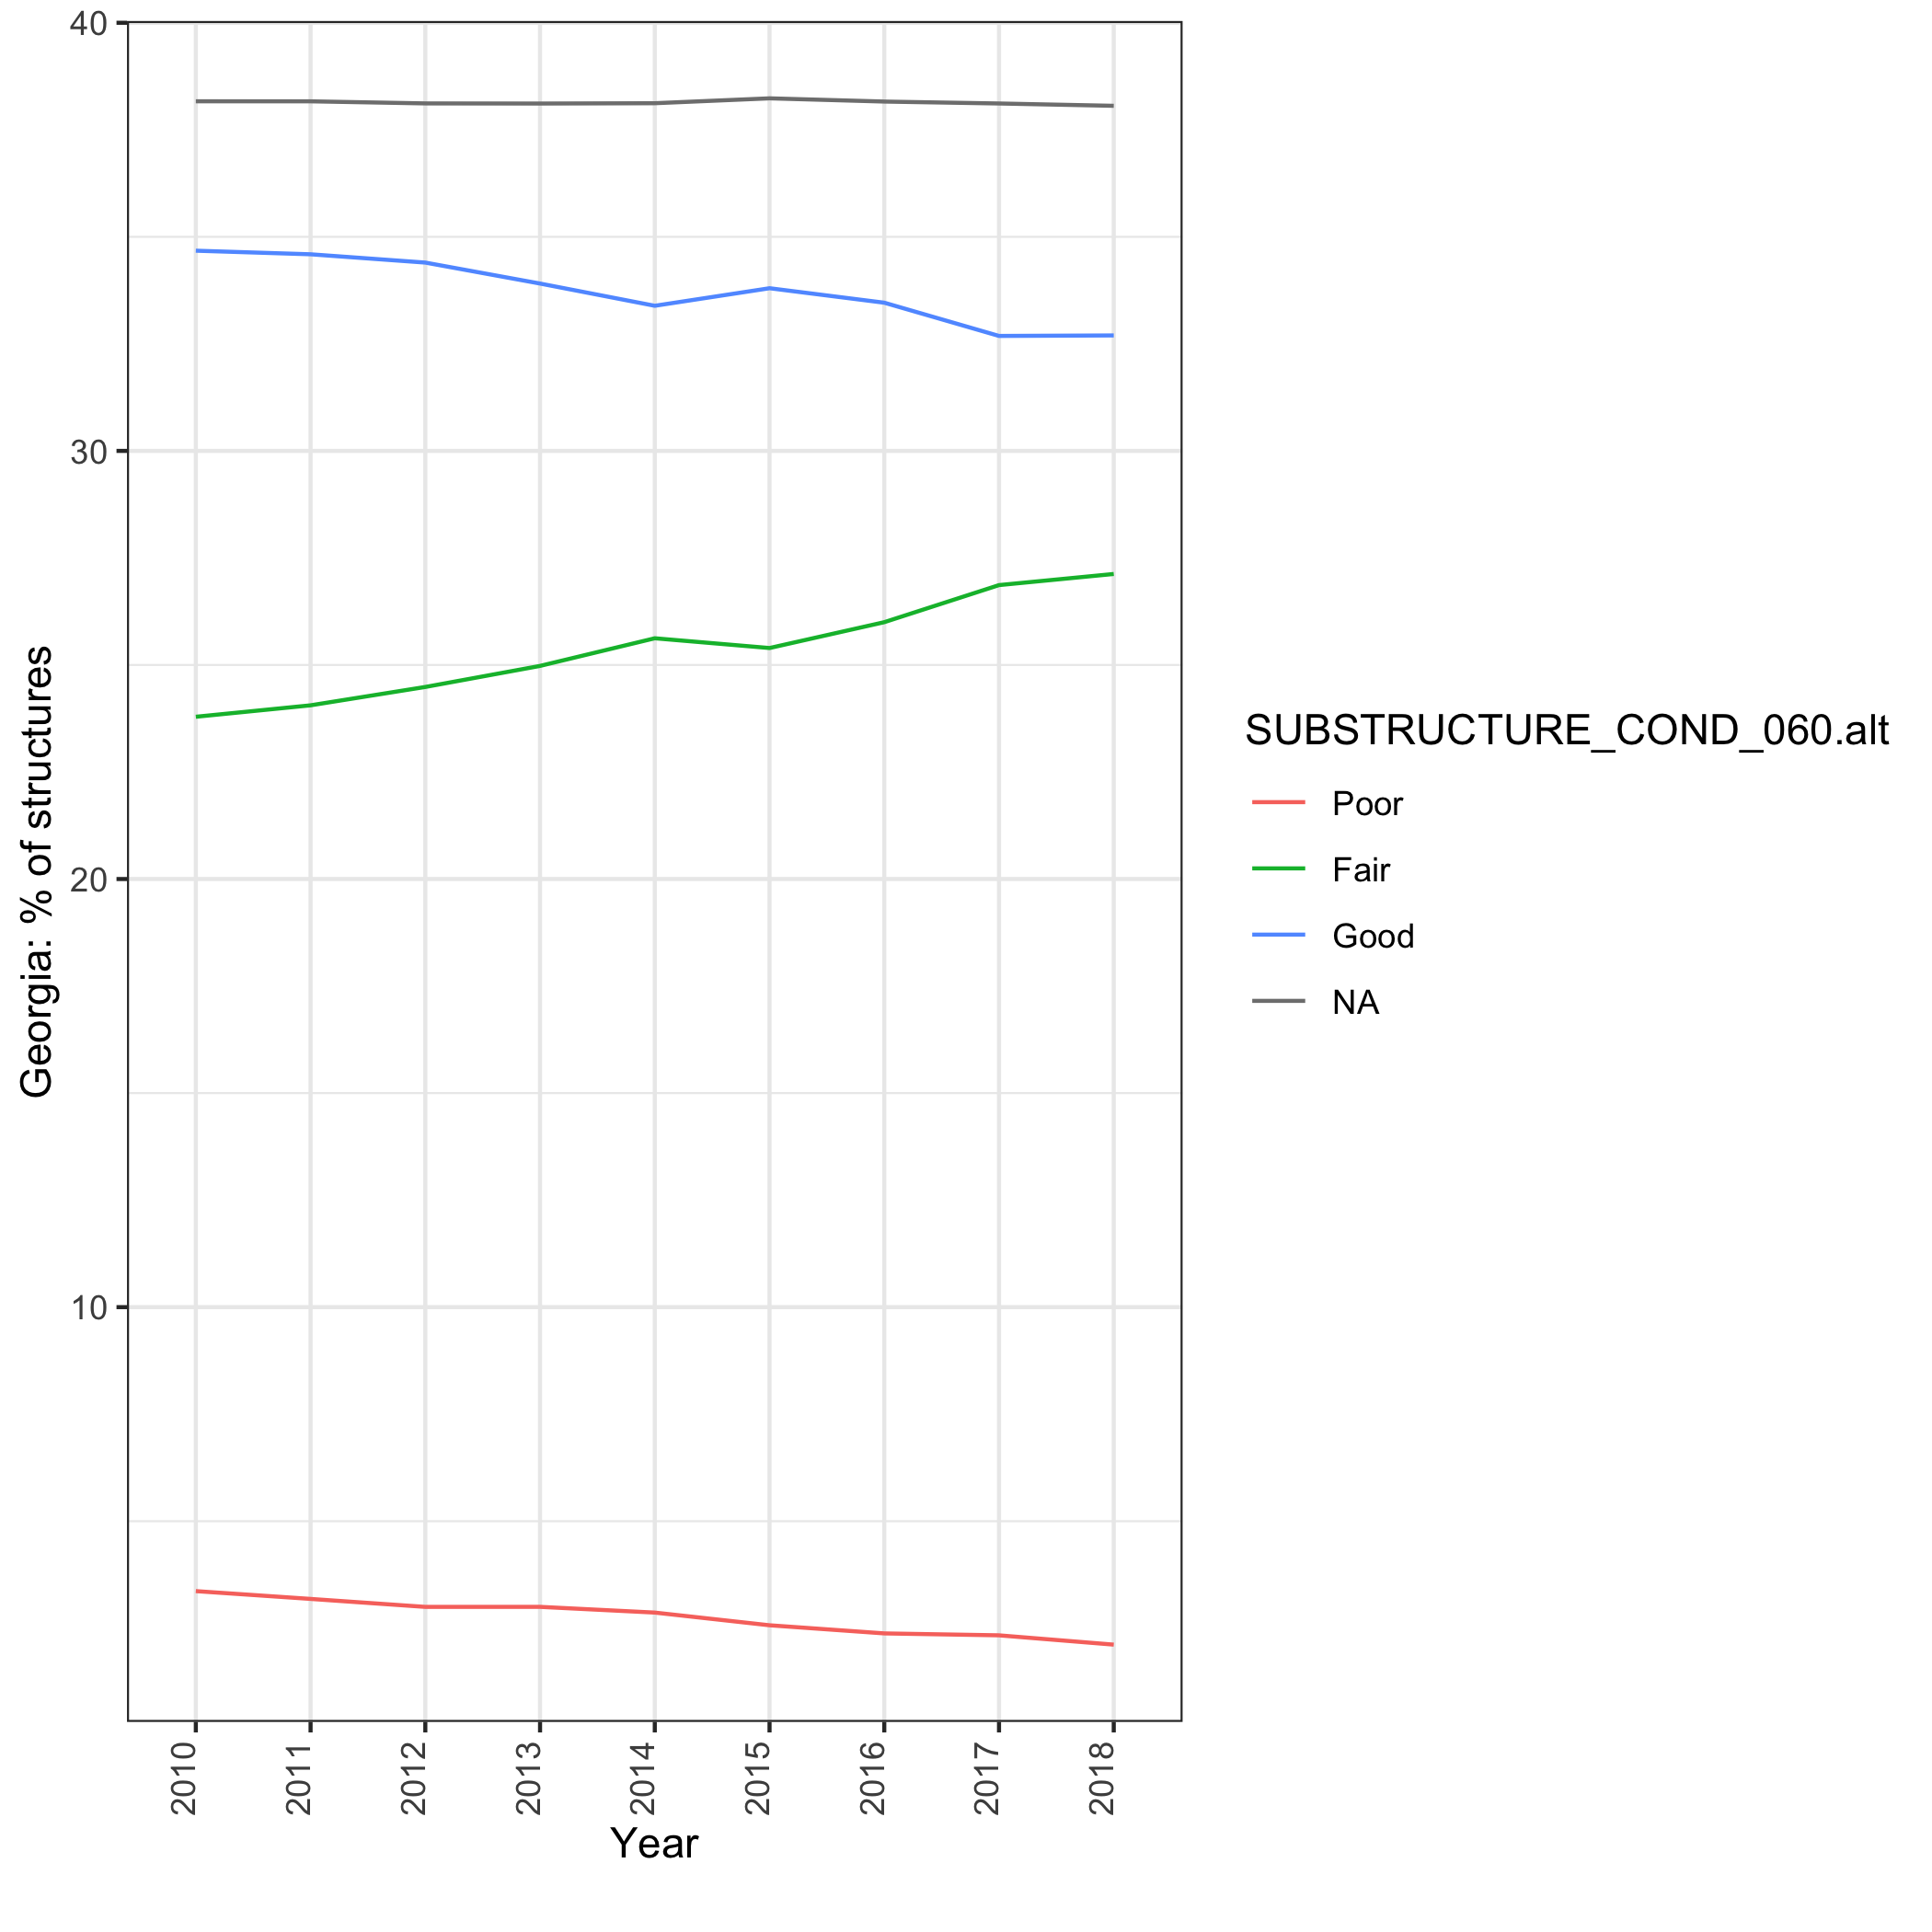 40
30
20
10
Georgia: % of structures
2010
2011
2012
2013
2014
2015
2016
2017
2018
Year
SUBSTRUCTURE_COND_060.alt
Poor
Fair
Good
NA